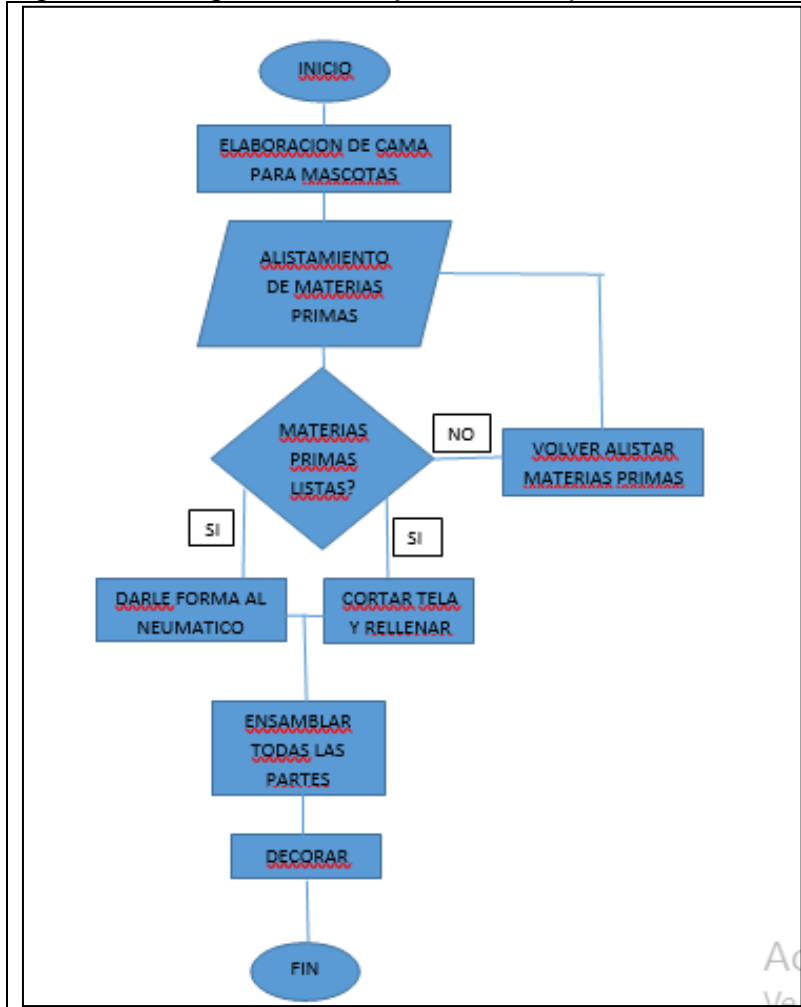 INICIO
ELABORACION DE CAMA
PARA MASCOTAS
ALISTAMIENTO
DE MATERIAS
PRIMAS
MATERIAS
PRIMAS
LISTAS?
NO
VOLVER ALISTAR
MATERIAS PRIMAS
SI
SI
DARLE FORMA AL
NEUMATICO
CORTAR TELA
Y RELLENAR
ENSAMBLAR
TODAS LAS
PARTES
DECORAR
FIN